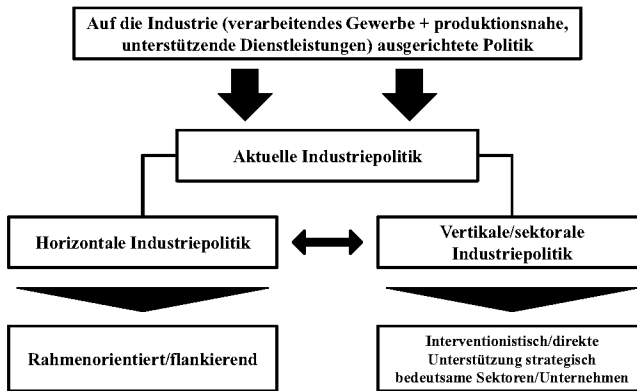 Auf die Industrie (verarbeitendes Gewerbe + produktionsnahe,
unterstützende Dienstleistungen) ausgerichtete Politik
Aktuelle Industriepolitik
Horizontale Industriepolitik
Vertikale/sektorale
Industriepolitik
Rahmenorientiert/flankierend
Interventionistisch/direkte
Unterstützung strategisch
bedeutsame Sektoren/Unternehmen